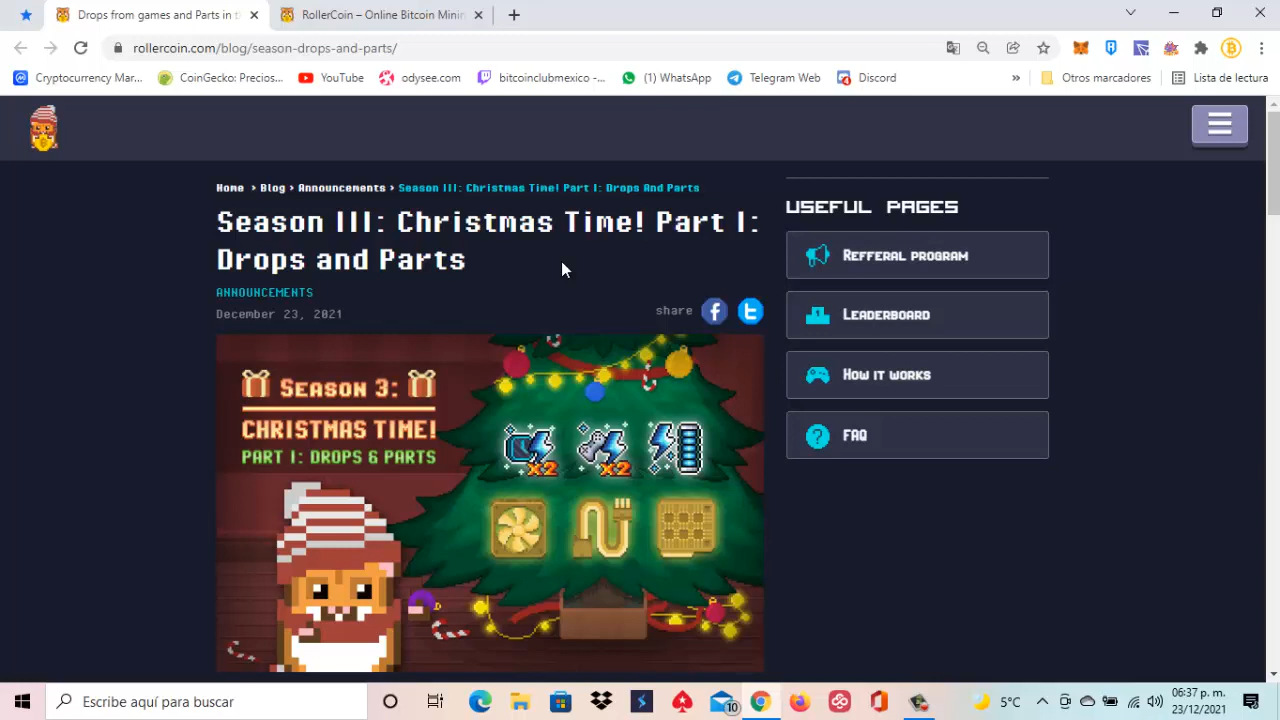 Drops from games and Parts in t
RollerCoin – Online Bitcoin Minin
rollercoin.com/blog/season-drops-and-parts/
Cryptocurrency Mar... CoinGecko: Precios... YouTube odysee.com bitcoinclubmexico -... (1) WhatsApp Telegram Web Discord » Otros marcadores Lista de lectura
Home > Blog > Announcements > Season III: Christmas Time! Part I: Drops And Parts
Season III: Christmas Time! Part I:
Drops and Parts
ANNOUNCEMENTS
December 23, 2021
share
SEASON 3:
CHRISTMAS TIME!
PART I: DROPS & PARTS
X2
X2
USEFUL PAGES
REFFERAL PROGRAM
LEADERBOARD
HOW IT WORKS
FAQ
Escribe aquí para buscar
10
5°C
06:37 p. m.
23/12/2021